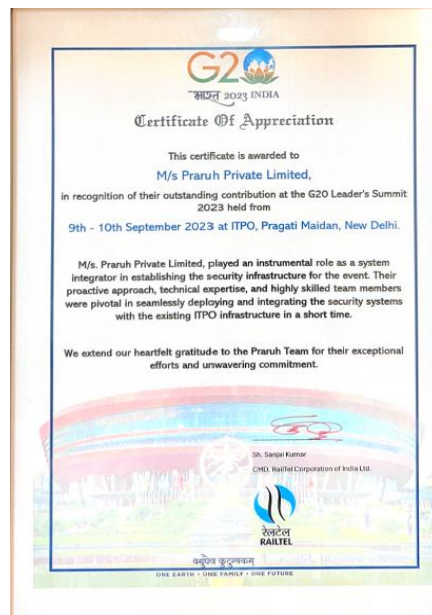 G20
भारत 2023 INDIA
Certificate Of Appreciation
This certificate is awarded to
M/s Praruh Private Limited,
in recognition of their outstanding contribution at the G20 Leader's Summit
2023 held from
9th - 10th September 2023 at ITPO, Pragati Maidan, New Delhi.
M/s. Praruh Private Limited, played an instrumental role as a system
integrator in establishing the security infrastructure for the event. Their
proactive approach, technical expertise, and highly skilled team members
were pivotal in seamlessly deploying and integrating the security systems
with the existing ITPO infrastructure in a short time.
We extend our heartfelt gratitude to the Praruh Team for their exceptional
efforts and unwavering commitment.
Sh. Sanjai Kumar
CMD, RailTel Corporation of India Ltd.
रेलटेल
RAILTEL
वसुधैव कुटुम्बकम्
ONE EARTH • ONE FAMILY • ONE FUTURE